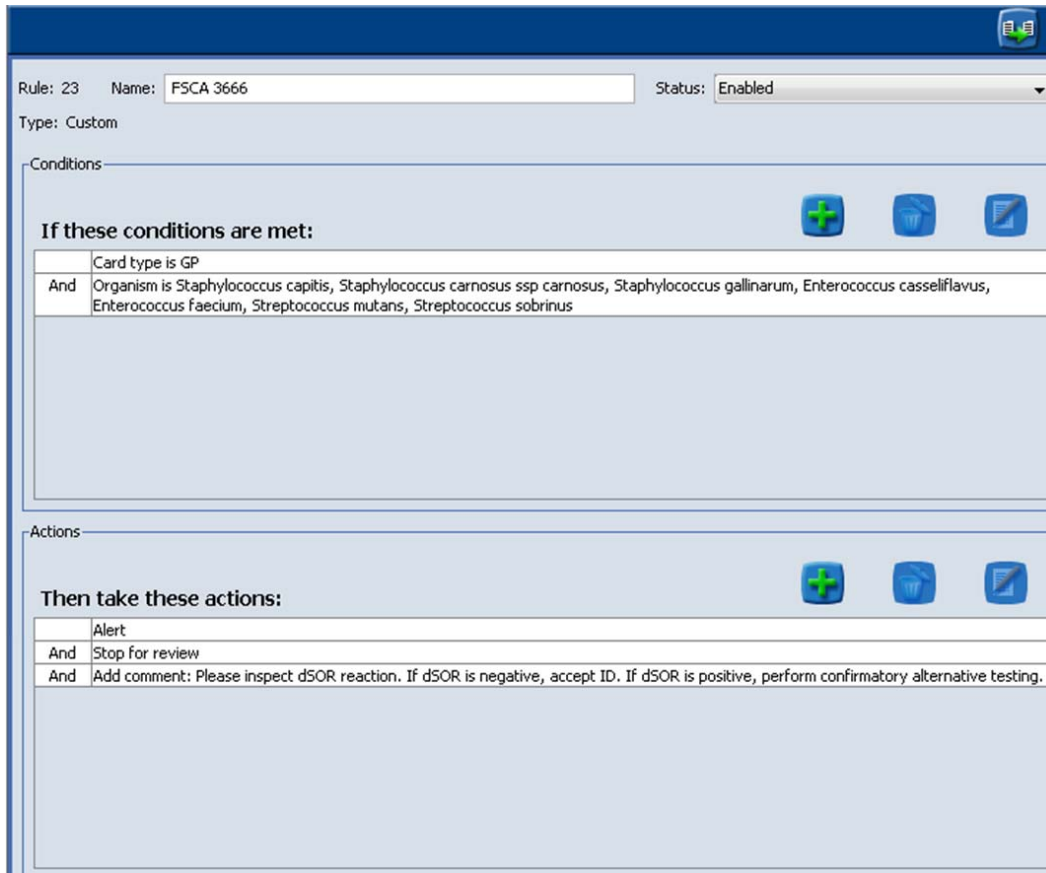 Rule: 23 Name: FSCA 3666 Status: Enabled
Type: Custom
Conditions
If these conditions are met:
Card type is GP
And Organism is Staphylococcus capitis, Staphylococcus carnosus ssp carnosus, Staphylococcus gallinarum, Enterococcus casseliflavus,
Enterococcus faecium, Streptococcus mutans, Streptococcus sobrinus
Actions
Then take these actions:
Alert
And Stop for review
And Add comment: Please inspect dSOR reaction. If dSOR is negative, accept ID. If dSOR is positive, perform confirmatory alternative testing.